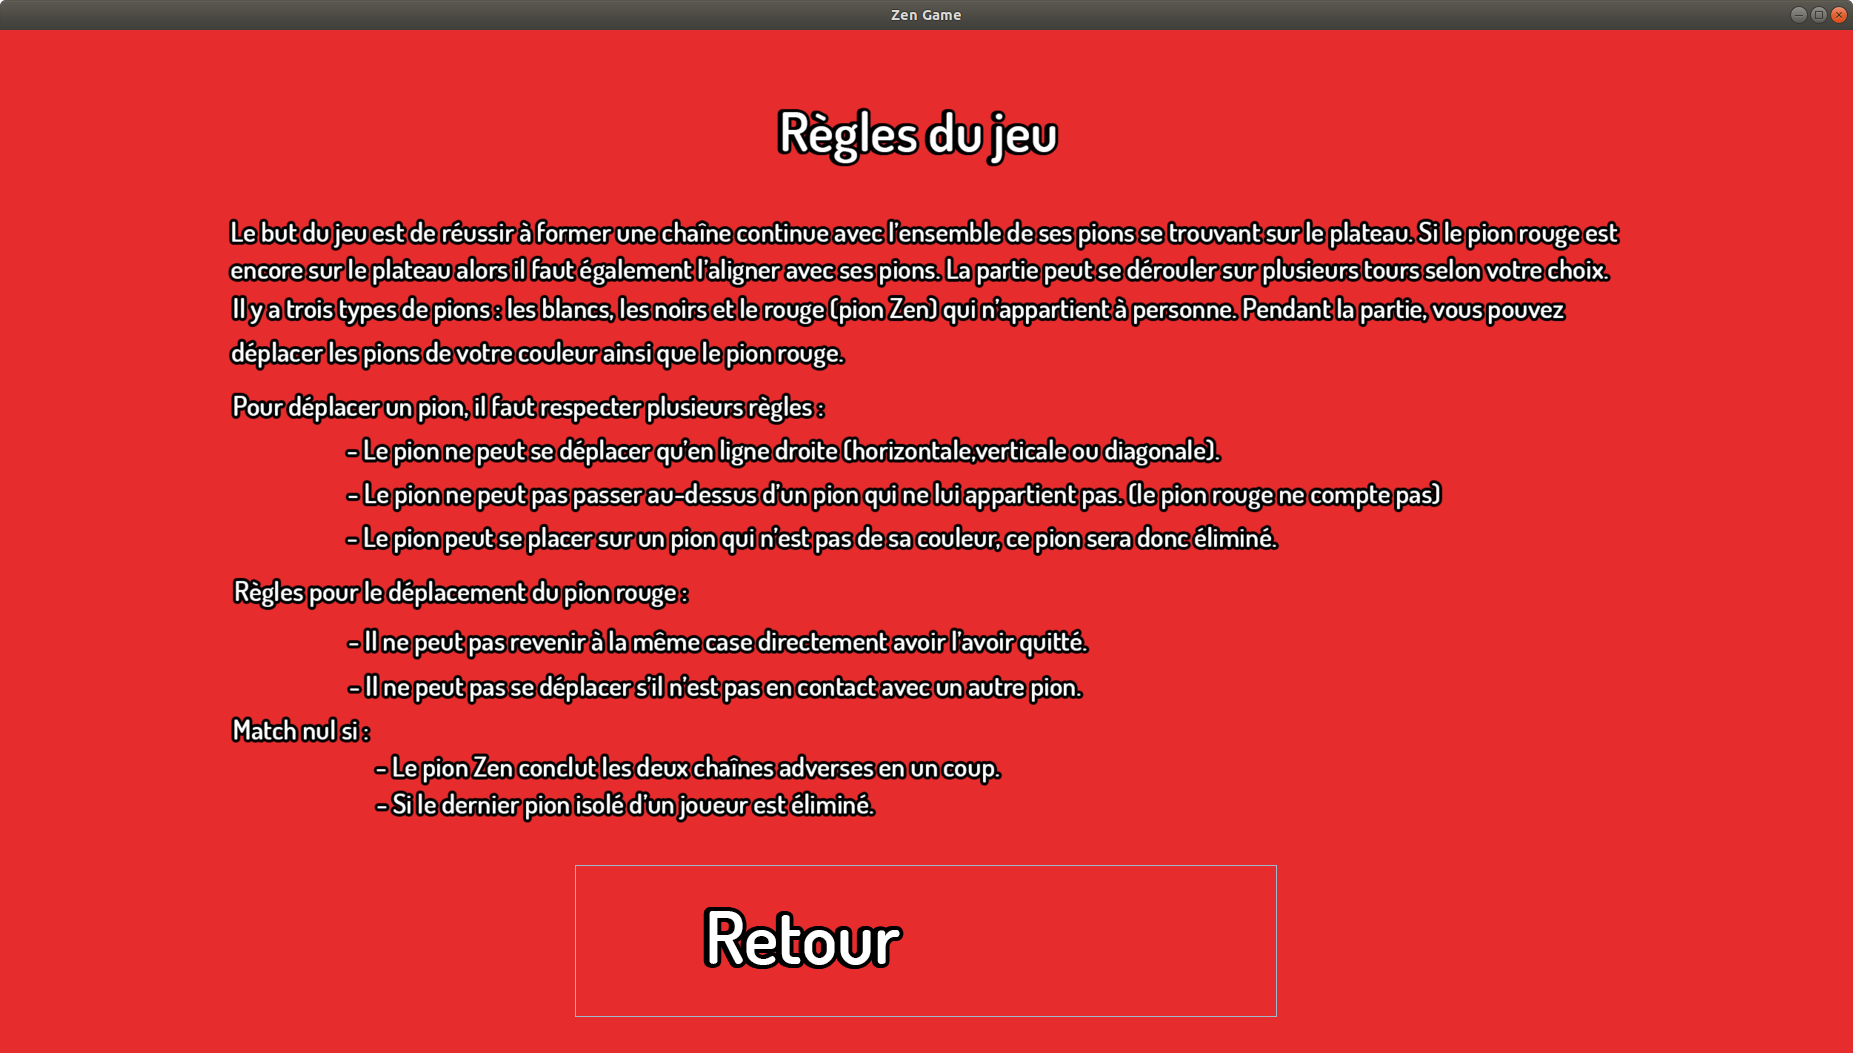 Zen Game
Règles du jeu
Le but du jeu est de réussir à former une chaîne continue avec l'ensemble de ses pions se trouvant sur le plateau. Si le pion rouge est
encore sur le plateau alors il faut également l'aligner avec ses pions. La partie peut se dérouler sur plusieurs tours selon votre choix.
Il y a trois types de pions : les blancs, les noirs et le rouge (pion Zen) qui n'appartient à personne. Pendant la partie, vous pouvez
déplacer les pions de votre couleur ainsi que le pion rouge.
Pour déplacer un pion, il faut respecter plusieurs règles :
- Le pion ne peut se déplacer qu'en ligne droite (horizontale,verticale ou diagonale).
- Le pion ne peut pas passer au-dessus d'un pion qui ne lui appartient pas. (le pion rouge ne compte pas)
- Le pion peut se placer sur un pion qui n'est pas de sa couleur, ce pion sera donc éliminé.
Règles pour le déplacement du pion rouge :
- Il ne peut pas revenir à la même case directement avoir l'avoir quitté.
- Il ne peut pas se déplacer s'il n'est pas en contact avec un autre pion.
Match nul si :
- Le pion Zen conclut les deux chaînes adverses en un coup.
- Si le dernier pion isolé d'un joueur est éliminé.
Retour